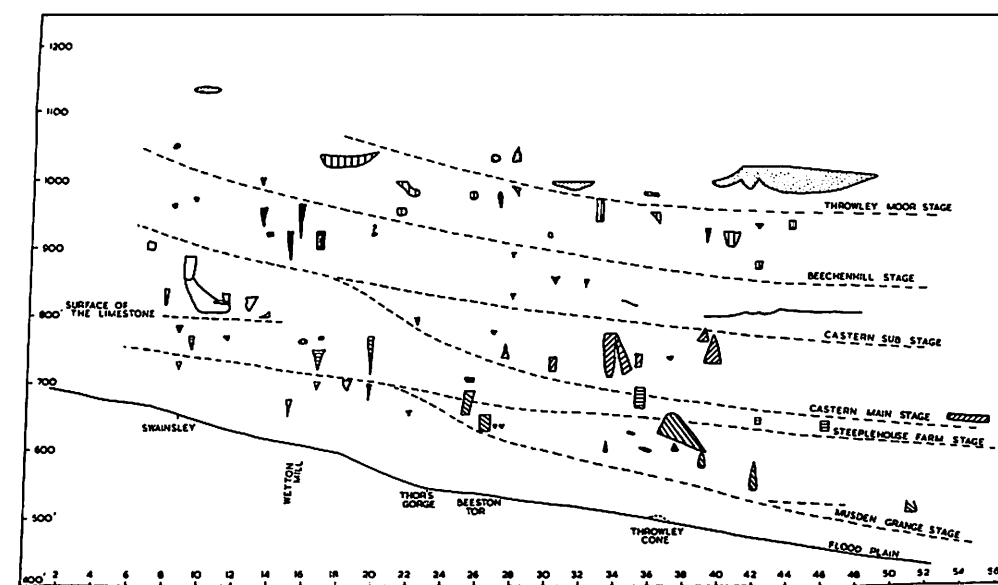 1200
1100
1000
THROWLEY MOOR STAGE
900
BEECHENHILL STAGE
SURFACE OF
THE LIMESTONE
800'
CASTERN SUB STAGE
700
CASTERN MAIN STAGE
STEEPLEHOUSE FARM STAGE
600
SWAINSLEY
WETTON
MILL
THOR'S
GORGE
BEESTON
TOR
500'
THROWLEY
CONE
MUSDEN GRANGE STAGE
FLOOD PLAIN
400'
2 4 6 8 10 12 14 16 18 20 22 24 26 28 30 32 34 36 38 40 42 44 46 48 50 52 54